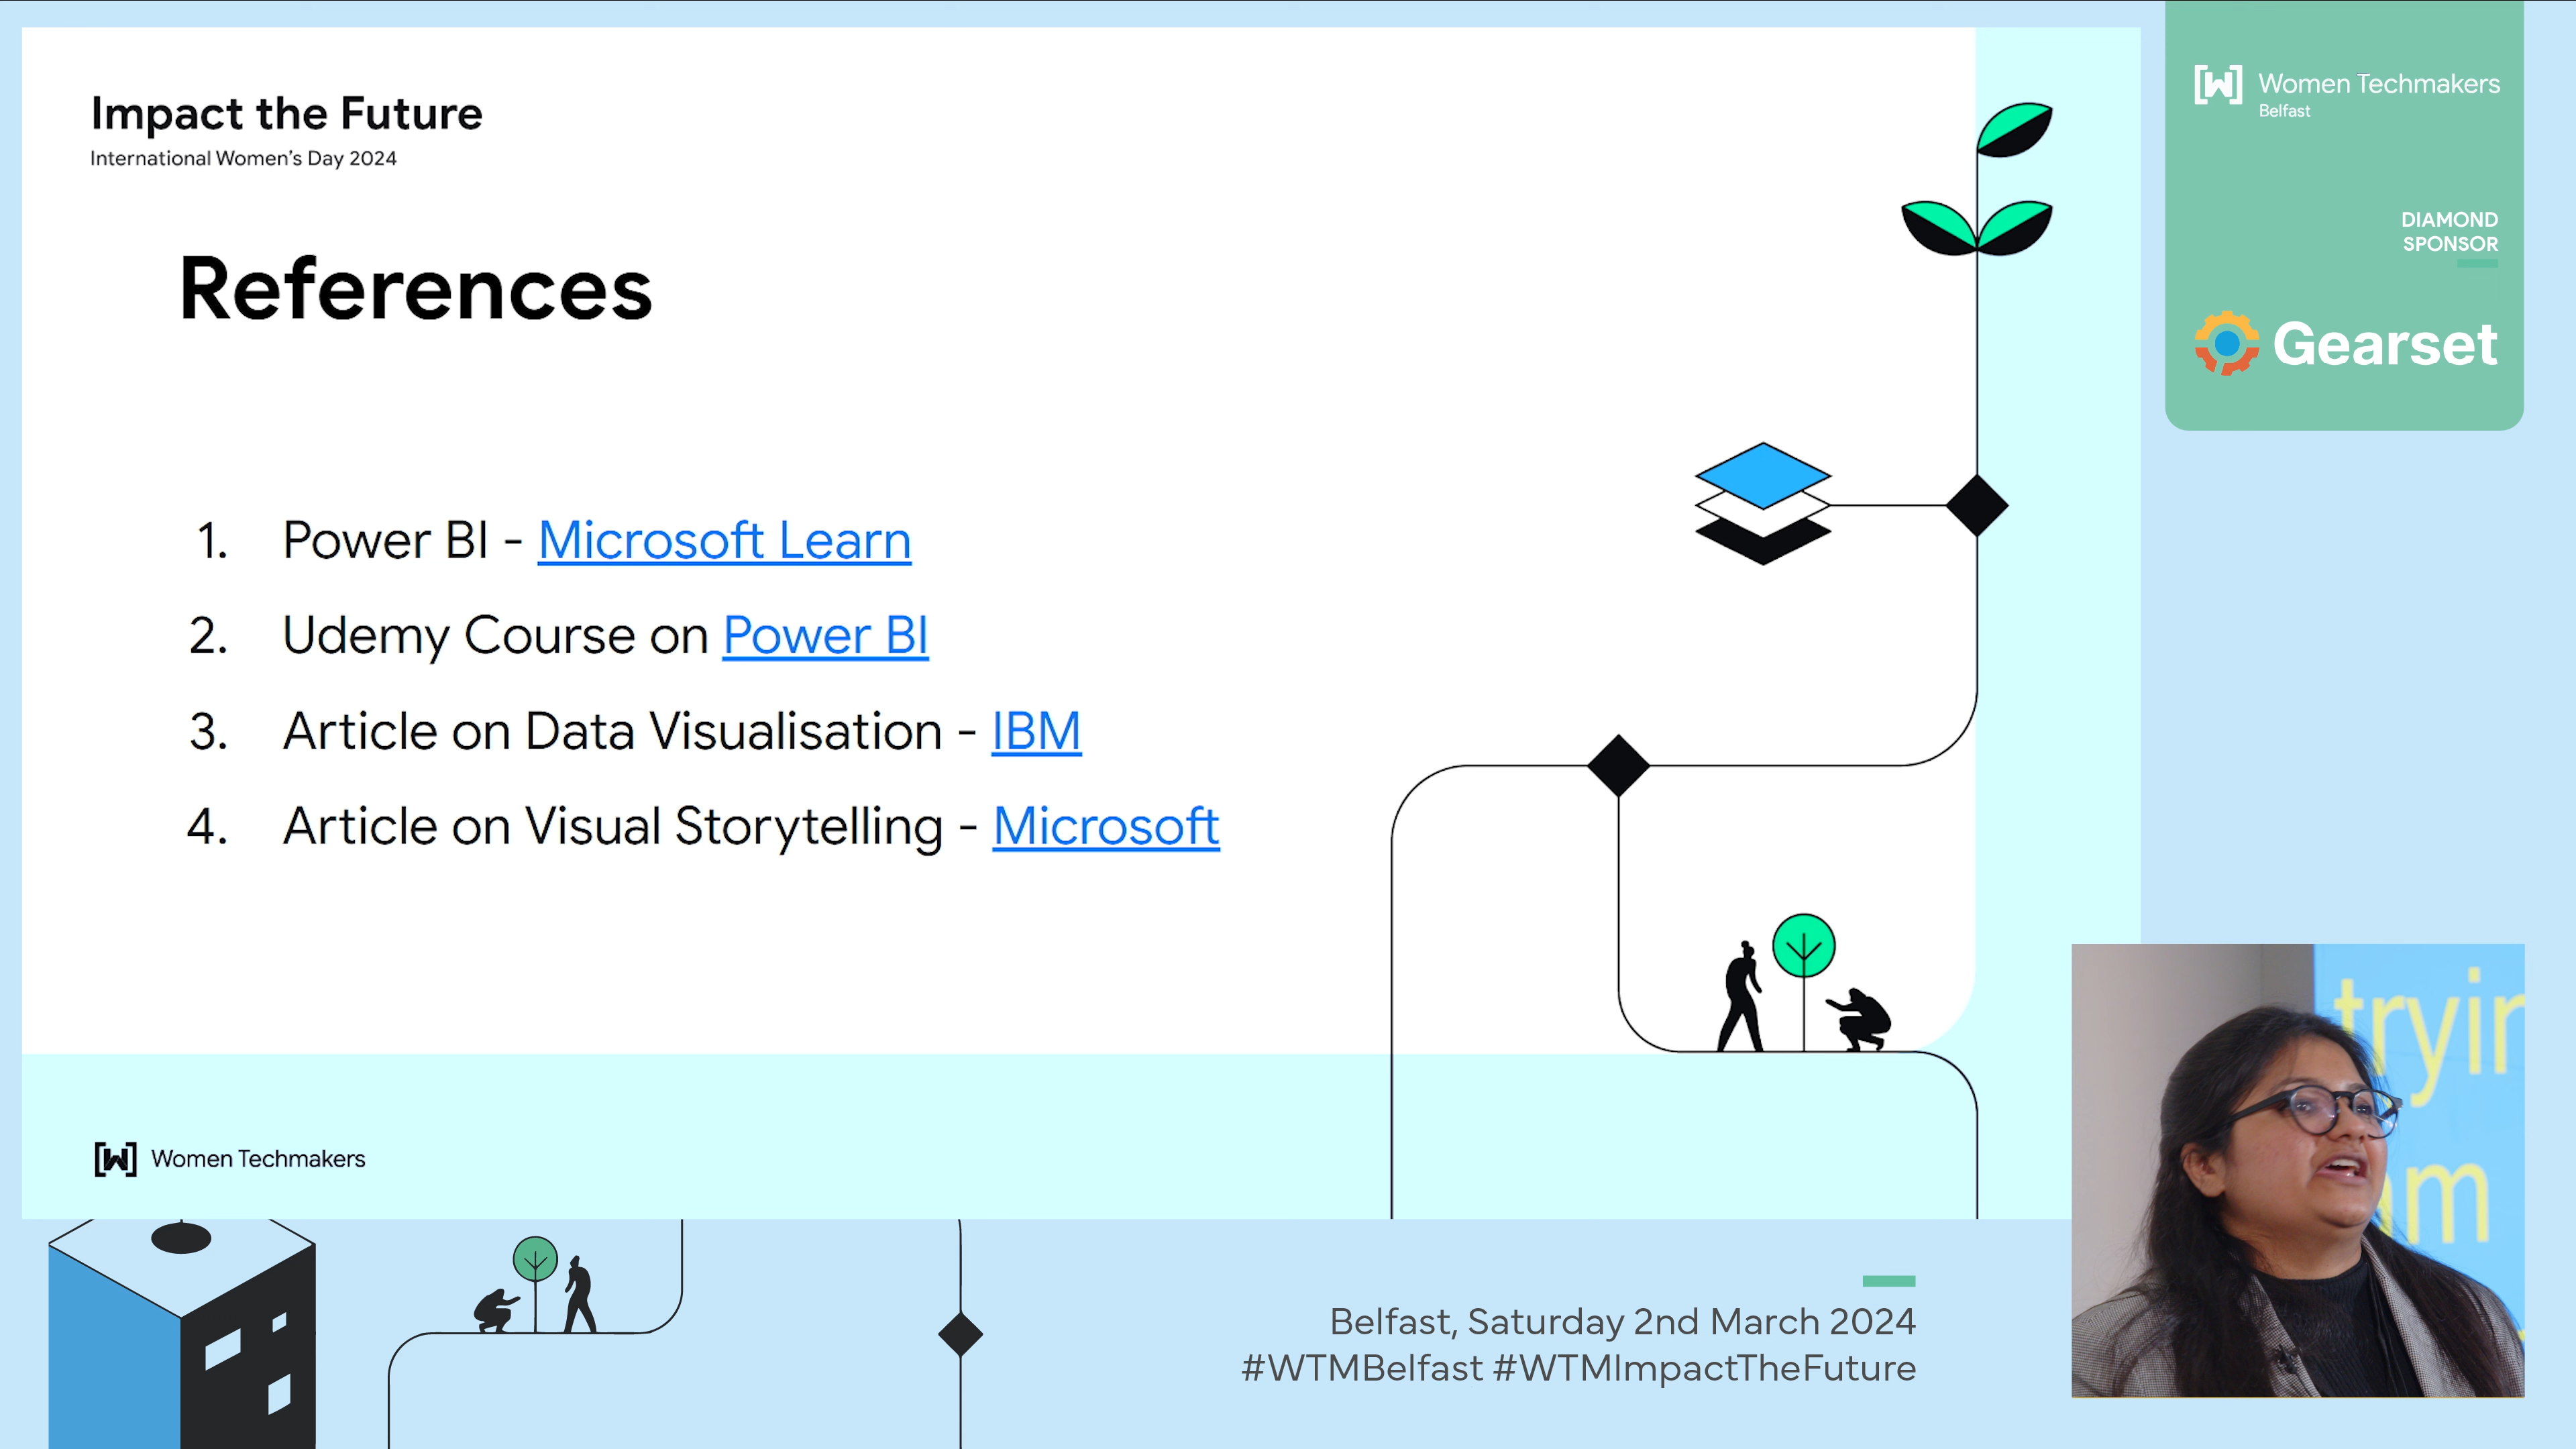 Impact the Future
International Women's Day 2024
References
1. Power BI - Microsoft Learn
2. Udemy Course on Power BI
3. Article on Data Visualisation - IBM
4. Article on Visual Storytelling - Microsoft
Women Techmakers
Women Techmakers
Belfast
DIAMOND
SPONSOR
Gearset
Belfast, Saturday 2nd March 2024
#WTMBelfast #WTMImpactTheFuture